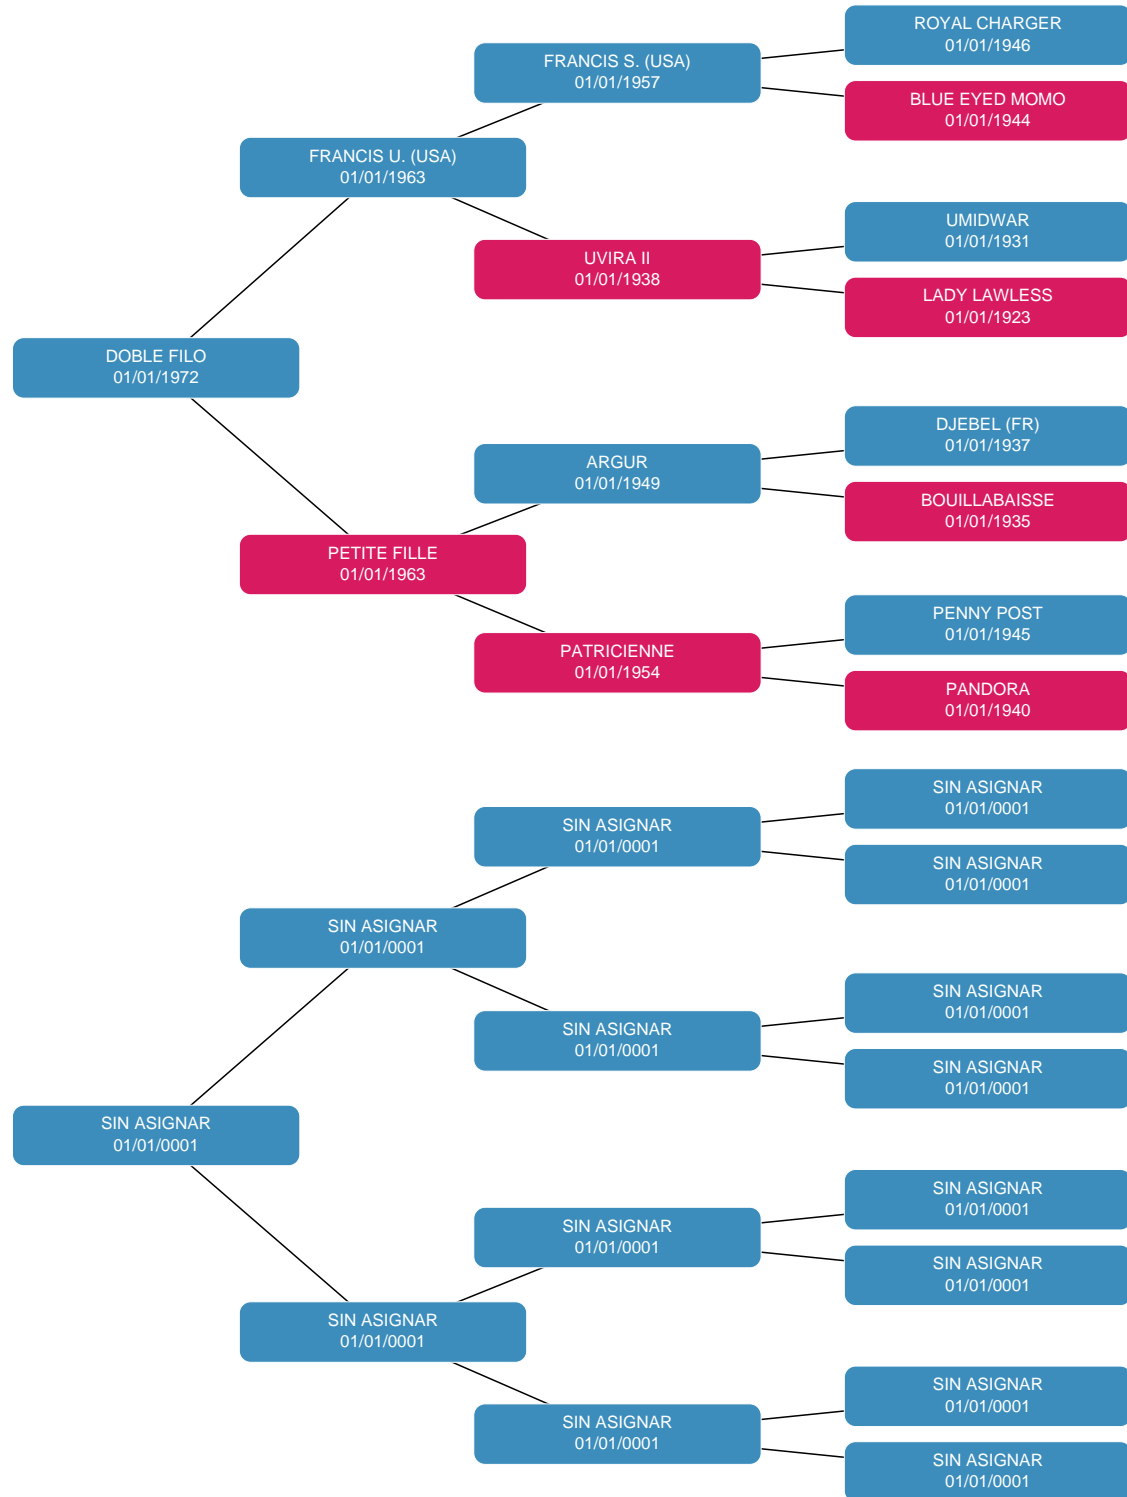 ROYAL CHARGER
01/01/1946
FRANCIS S. (USA)
01/01/1957
BLUE EYED MOMO
01/01/1944
FRANCIS U. (USA)
01/01/1963
UMIDWAR
01/01/1931
UVIRA II
01/01/1938
LADY LAWLESS
01/01/1923
DOBLE FILO
01/01/1972
DJEBEL (FR)
01/01/1937
ARGUR
01/01/1949
BOUILLABAISSE
01/01/1935
PETITE FILLE
01/01/1963
PENNY POST
01/01/1945
PATRICIENNE
01/01/1954
PANDORA
01/01/1940
SIN ASIGNAR
01/01/0001
SIN ASIGNAR
01/01/0001
SIN ASIGNAR
01/01/0001
SIN ASIGNAR
01/01/0001
SIN ASIGNAR
01/01/0001
SIN ASIGNAR
01/01/0001
SIN ASIGNAR
01/01/0001
SIN ASIGNAR
01/01/0001
SIN ASIGNAR
01/01/0001
SIN ASIGNAR
01/01/0001
SIN ASIGNAR
01/01/0001
SIN ASIGNAR
01/01/0001
SIN ASIGNAR
01/01/0001
SIN ASIGNAR
01/01/0001
SIN ASIGNAR
01/01/0001